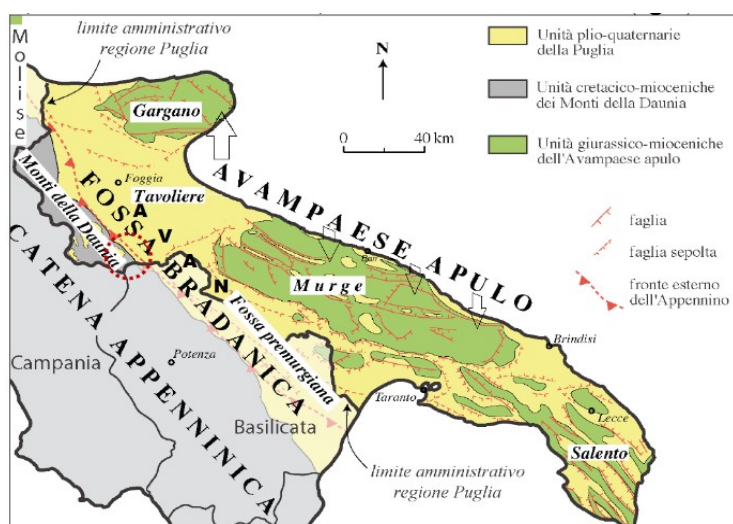 Molise
limite amministrativo
regione Puglia
Gargano
N
0 40 km
Unità plio-quaternarie
della Puglia
Unità cretacico-mioceniche
dei Monti della Daunia
Unità giurassico-mioceniche
dell'Avampaese apulo
faglia
faglia sepolta
fronte esterno
dell'Appennino
Foggia
Tavoliere
Monti della Daunia
FOSSA BRADANICA
A
V
A
N
AVAMPAESE APULO
Bari
Murge
Fossa premurgiana
CATENA APPENNINICA
Campania
Potenza
Basilicata
Brindisi
Taranto
Lecce
Salento
limite amministrativo
regione Puglia